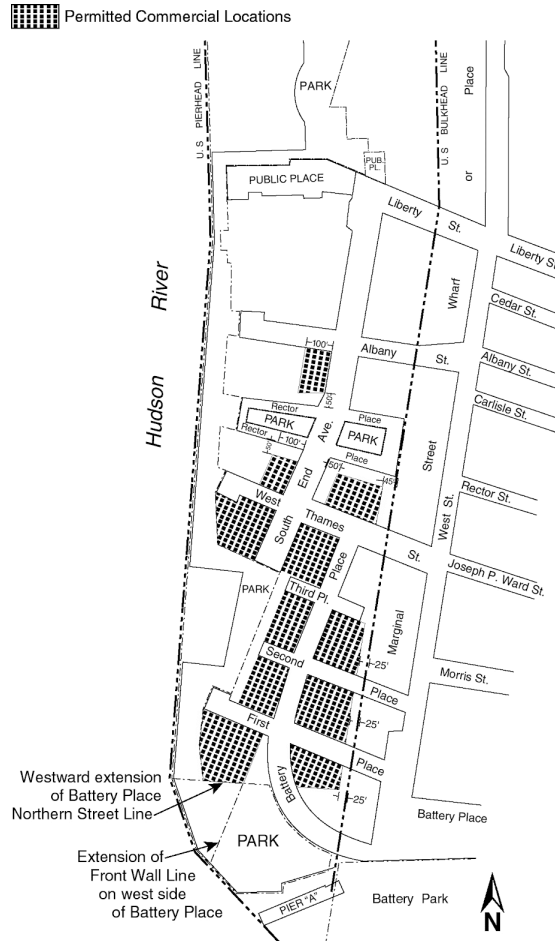 Permitted Commercial Locations
U.S PIERHEAD LINE
PARK
U.S BULKHEAD LINE
Place
or
PUB.
PL.
PUBLIC PLACE
Liberty
St.
Liberty St
Hudson River
Wharf
Cedar St.
100'
Albany
St.
Albany St.
50'
Carlisle St.
Rector
Place
PARK
Ave.
PARK
Rector
100'
50'
Place
Street
50'
45'
End
Rector St.
West
West St.
South
Thames
St.
Place
Joseph P. Ward St.
PARK
Third Pl.
Marginal
Second
25'
Morris St.
Place
First
25'
Place
Battery
Westward extension
of Battery Place
Northern Street Line
25'
Battery Place
PARK
Extension of
Front Wall Line
on west side
of Battery Place
PIER "A"
Battery Park
N